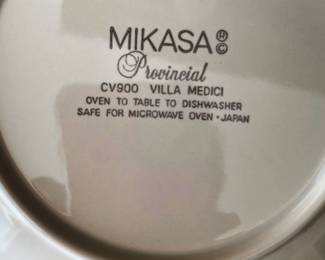 MIKASA®©
Provincial
CV900 VILLA MEDICI
OVEN TO TABLE TO DISHWASHER
SAFE FOR MICROWAVE OVEN • JAPAN